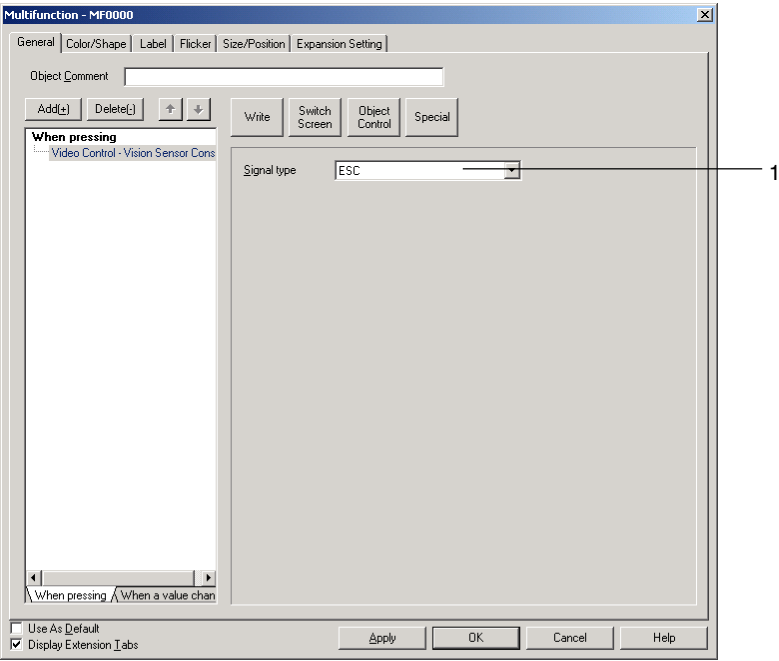 Multifunction - MF0000
General Color/Shape Label Flicker Size/Position Expansion Setting
Object Comment
Add(+) Delete(-)
Write Switch Screen Object Control Special
When pressing
Video Control - Vision Sensor Cons
Signal type ESC 1
When pressing When a value chan
Use As Default
Display Extension Tabs
Apply OK Cancel Help